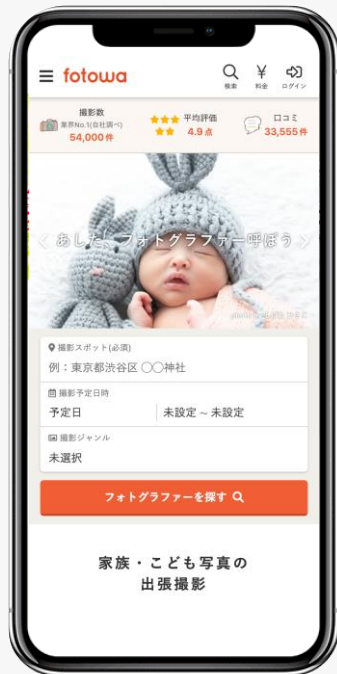 fotowa
検索
料金
ログイン
撮影数
業界No.1(自社調べ)
54,000件
平均評価
4.9点
口コミ
33,555件
あした、フォトグラファー呼ぼう
撮影スポット(必須)
例：東京都渋谷区 〇〇神社
撮影予定日時
予定日
未設定 ~ 未設定
撮影ジャンル
未選択
フォトグラファーを探す
家族・こども写真の
出張撮影